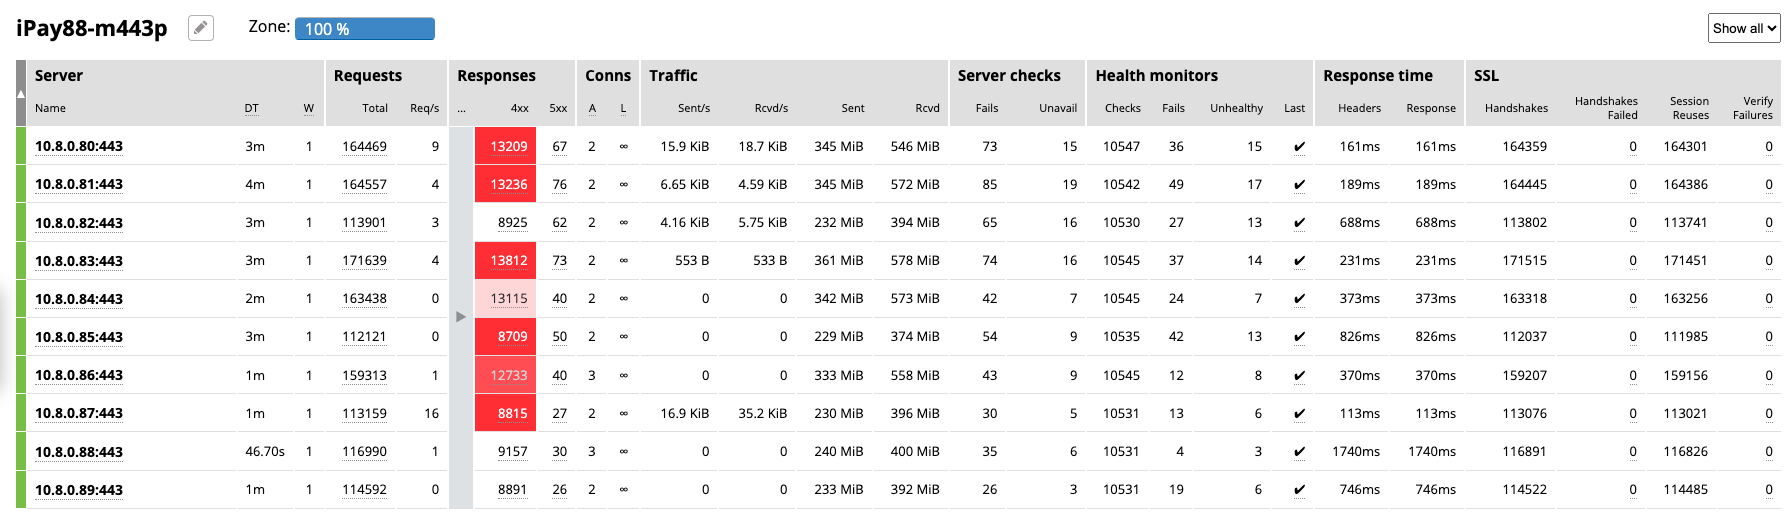 iPay88-m443p Zone: 100 % Show all
Server Requests Responses Conns Traffic Server checks Health monitors Response time SSL
Name DT W Total Req/s ... 4xx 5xx A L Sent/s Rcvd/s Sent Rcvd Fails Unavail Checks Fails Unhealthy Last Headers Response Handshakes Handshakes Failed Session Reuses Verify Failures
10.8.0.80:443 3m 1 164469 9 13209 67 2 ∞ 15.9 KiB 18.7 KiB 345 MiB 546 MiB 73 15 10547 36 15 ✔ 161ms 161ms 164359 0 164301 0
10.8.0.81:443 4m 1 164557 4 13236 76 2 ∞ 6.65 KiB 4.59 KiB 345 MiB 572 MiB 85 19 10542 49 17 ✔ 189ms 189ms 164445 0 164386 0
10.8.0.82:443 3m 1 113901 3 8925 62 2 ∞ 4.16 KiB 5.75 KiB 232 MiB 394 MiB 65 16 10530 27 13 ✔ 688ms 688ms 113802 0 113741 0
10.8.0.83:443 3m 1 171639 4 13812 73 2 ∞ 553 B 533 B 361 MiB 578 MiB 74 16 10545 37 14 ✔ 231ms 231ms 171515 0 171451 0
10.8.0.84:443 2m 1 163438 0 13115 40 2 ∞ 0 0 342 MiB 573 MiB 42 7 10545 24 7 ✔ 373ms 373ms 163318 0 163256 0
10.8.0.85:443 3m 1 112121 0 8709 50 2 ∞ 0 0 229 MiB 374 MiB 54 9 10535 42 13 ✔ 826ms 826ms 112037 0 111985 0
10.8.0.86:443 1m 1 159313 1 12733 40 3 ∞ 0 0 333 MiB 558 MiB 43 9 10545 12 8 ✔ 370ms 370ms 159207 0 159156 0
10.8.0.87:443 1m 1 113159 16 8815 27 2 ∞ 16.9 KiB 35.2 KiB 230 MiB 396 MiB 30 5 10531 13 6 ✔ 113ms 113ms 113076 0 113021 0
10.8.0.88:443 46.70s 1 116990 1 9157 30 3 ∞ 0 0 240 MiB 400 MiB 35 6 10531 4 3 ✔ 1740ms 1740ms 116891 0 116826 0
10.8.0.89:443 1m 1 114592 0 8891 26 2 ∞ 0 0 233 MiB 392 MiB 26 3 10531 19 6 ✔ 746ms 746ms 114522 0 114485 0